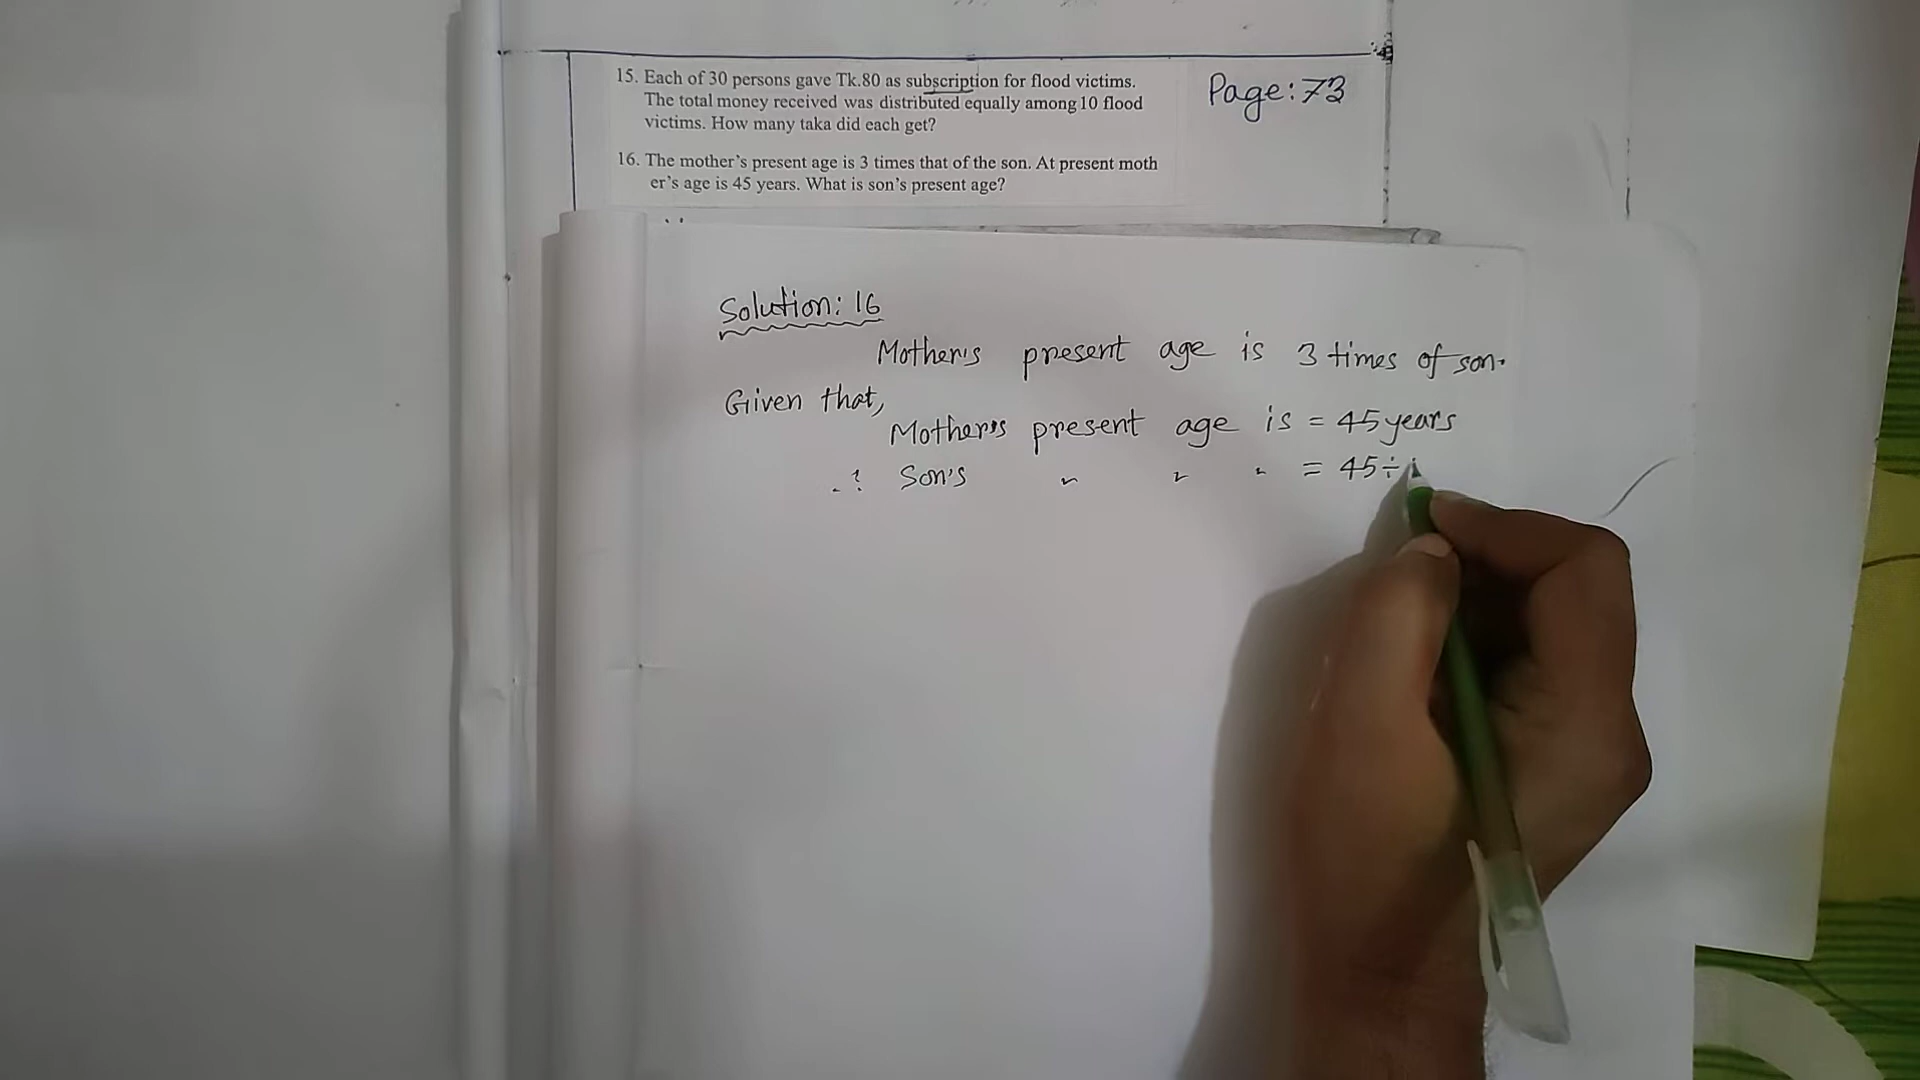 15. Each of 30 persons gave Tk.80 as subscription for flood victims.
The total money received was distributed equally among 10 flood
victims. How many taka did each get?
Page: 73
16. The mother's present age is 3 times that of the son. At present moth
er's age is 45 years. What is son's present age?
Solution: 16
Mother's present age is 3 times of son.
Given that,
Mother's present age is = 45 years
∴ Son's " " " = 45÷